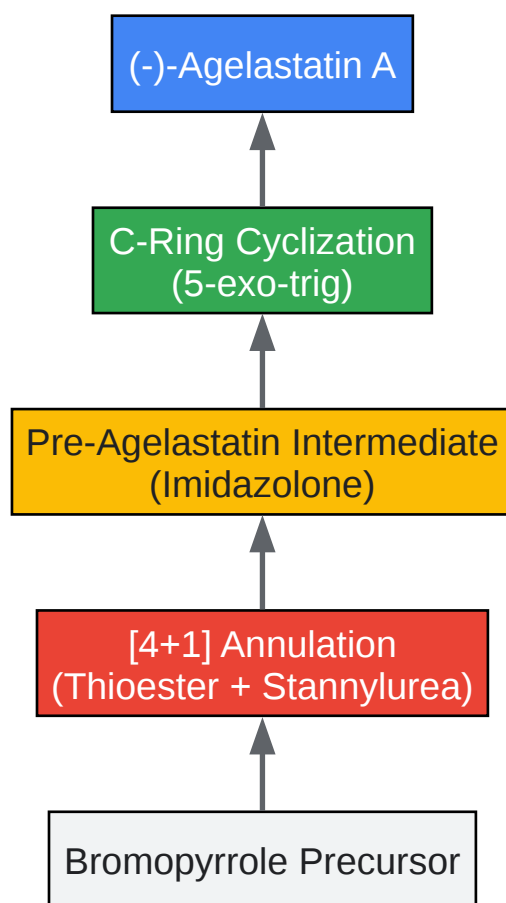 (-)-Agelastatin A
C-Ring Cyclization
(5-exo-trig)
Pre-Agelastatin Intermediate
(Imidazolone)
[4+1] Annulation
(Thioester + Stannylurea)
Bromopyrrole Precursor